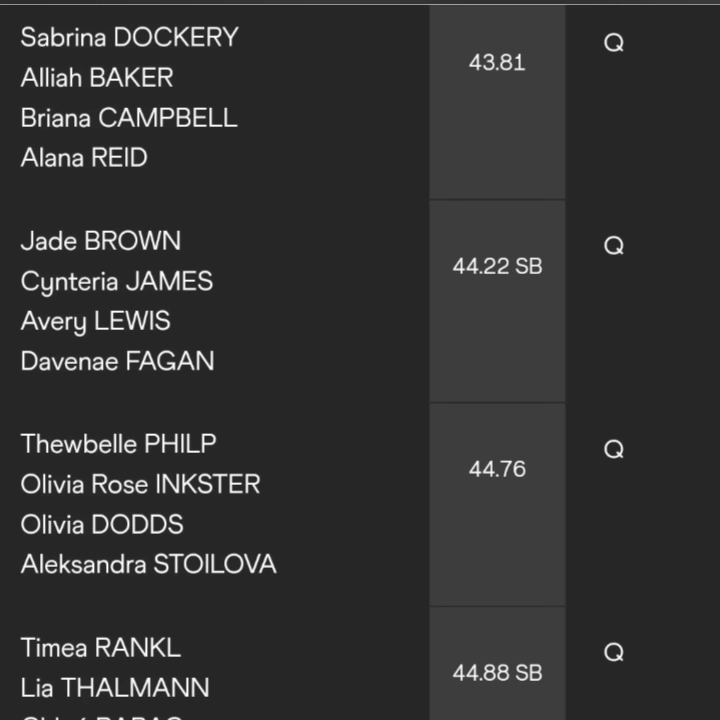 Sabrina DOCKERY
Alliah BAKER
Briana CAMPBELL
Alana REID
43.81
Q
Jade BROWN
Cynteria JAMES
Avery LEWIS
Davenae FAGAN
44.22 SB
Q
Thewbelle PHILP
Olivia Rose INKSTER
Olivia DODDS
Aleksandra STOILOVA
44.76
Q
Timea RANKL
Lia THALMANN
44.88 SB
Q